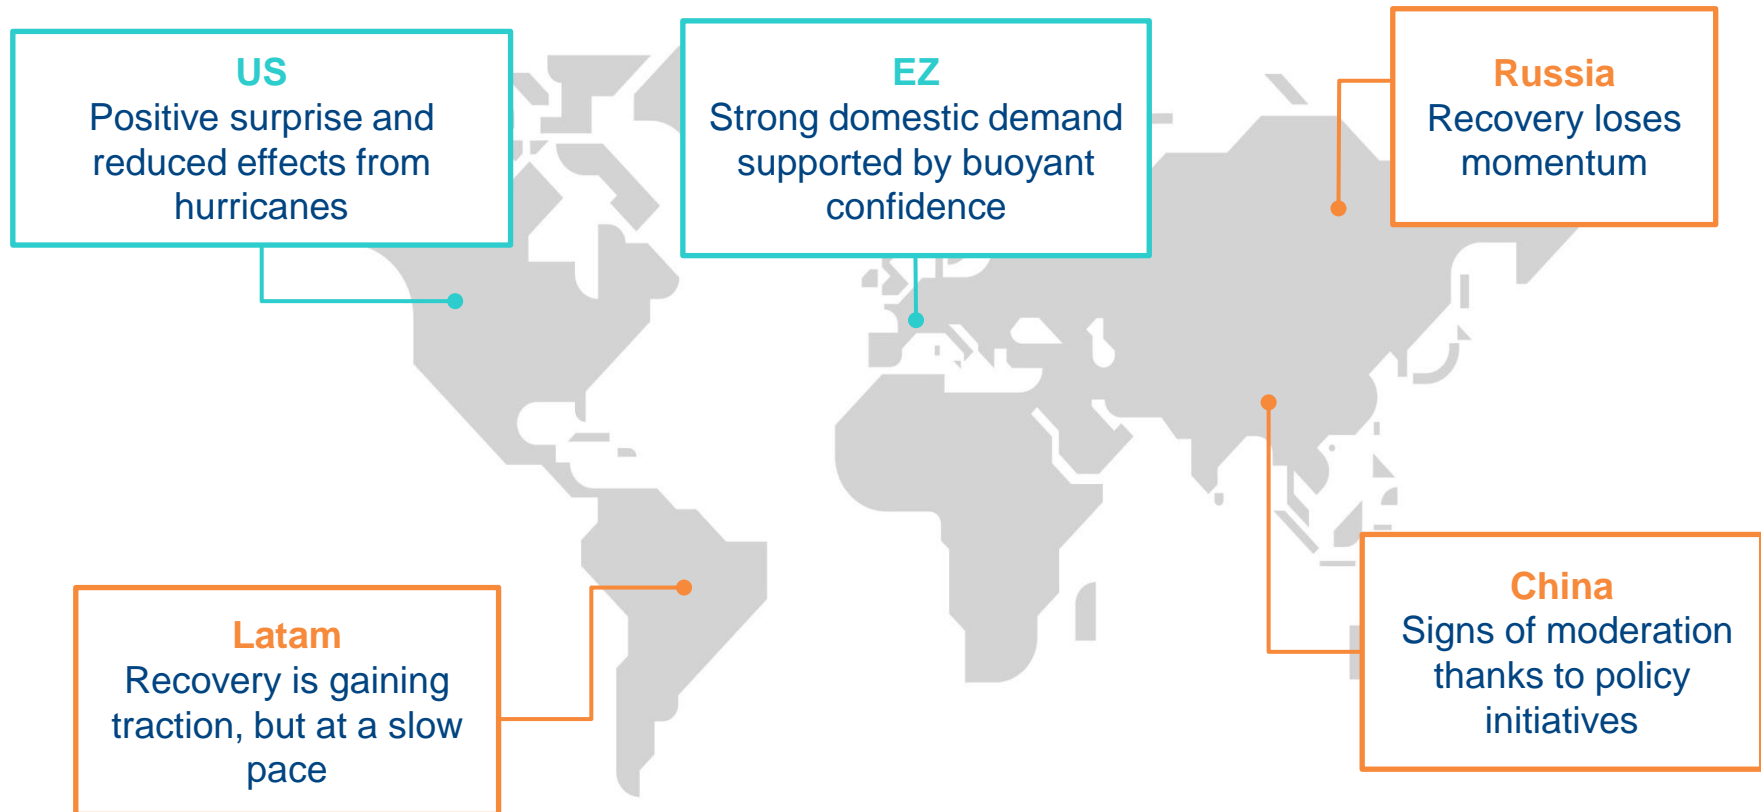 US
Positive surprise and
reduced effects from
hurricanes
EZ
Strong domestic demand
supported by buoyant
confidence
Russia
Recovery loses
momentum
Latam
Recovery is gaining
traction, but at a slow
pace
China
Signs of moderation
thanks to policy
initiatives